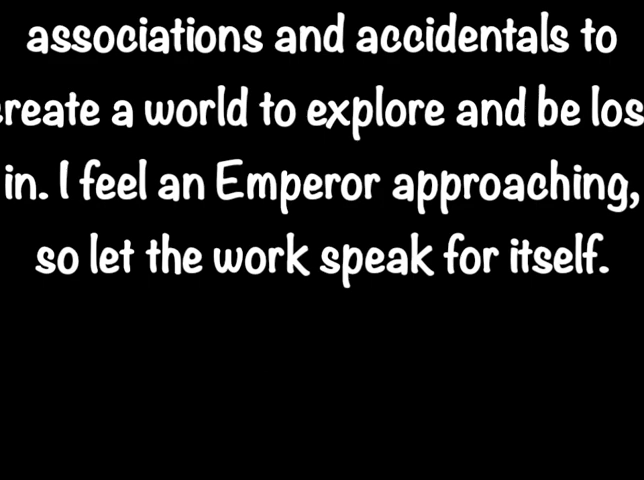 associations and accidentals to
create a world to explore and be los
in. I feel an Emperor approaching,
so let the work speak for itself.